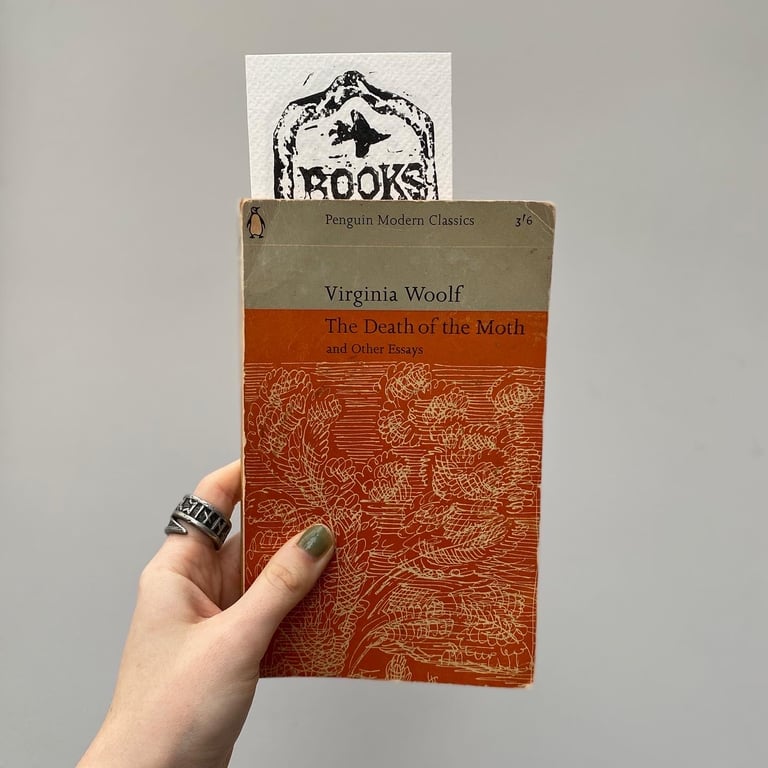 BOOKS
Penguin Modern Classics 3'6
Virginia Woolf
The Death of the Moth
and Other Essays